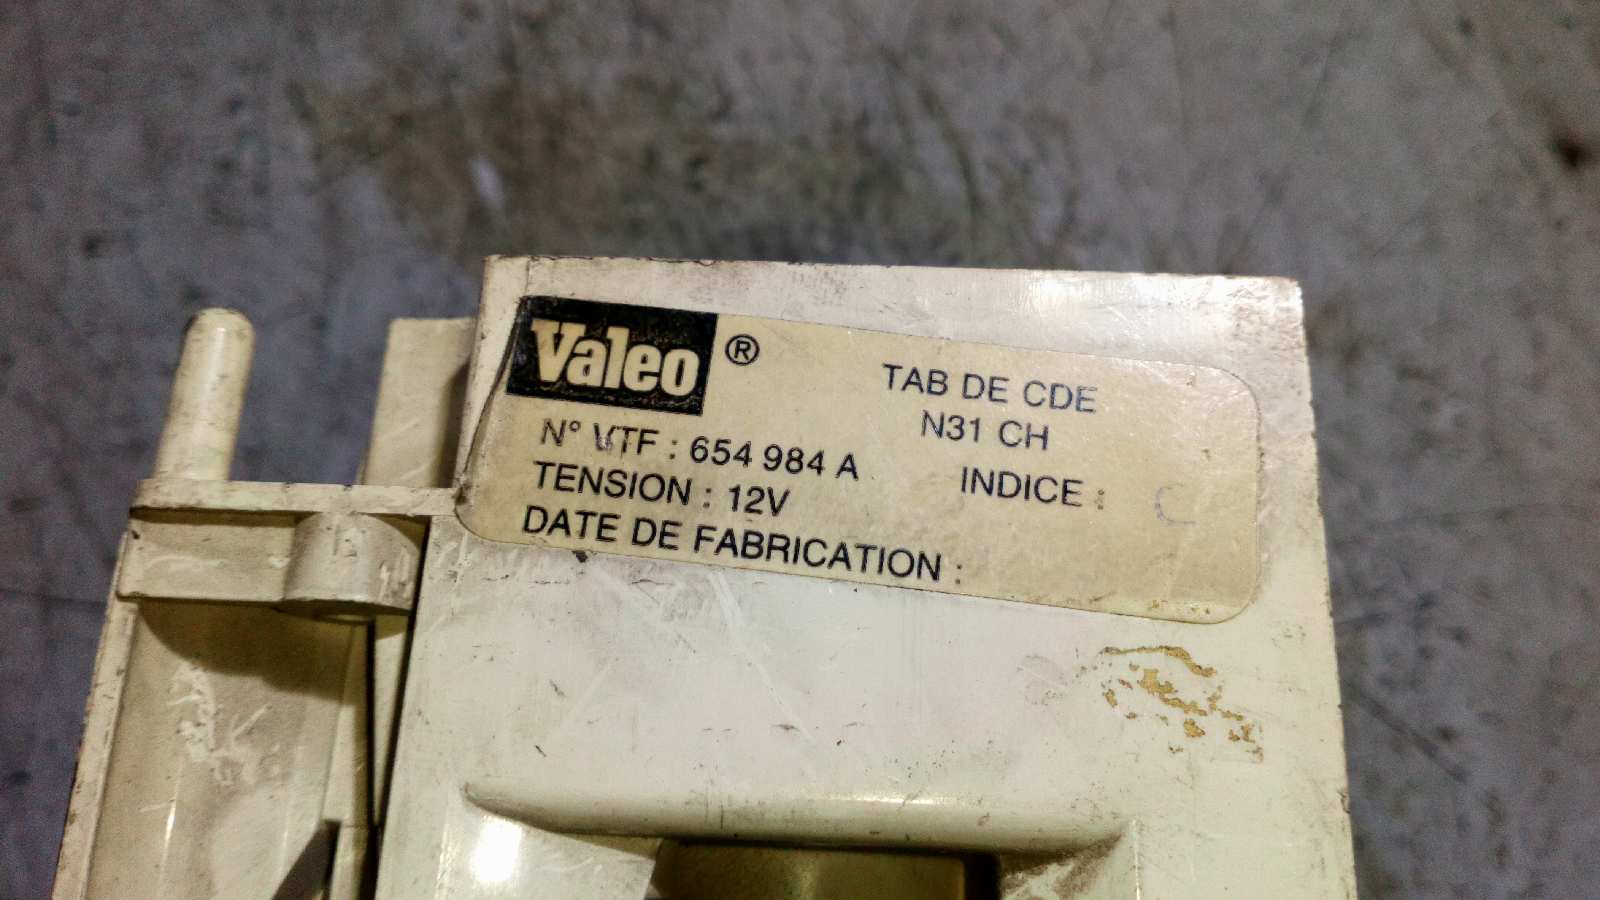 Valeo ®
TAB DE CDE
N31 CH
N° VTF : 654 984 A
INDICE : C
TENSION : 12V
DATE DE FABRICATION :